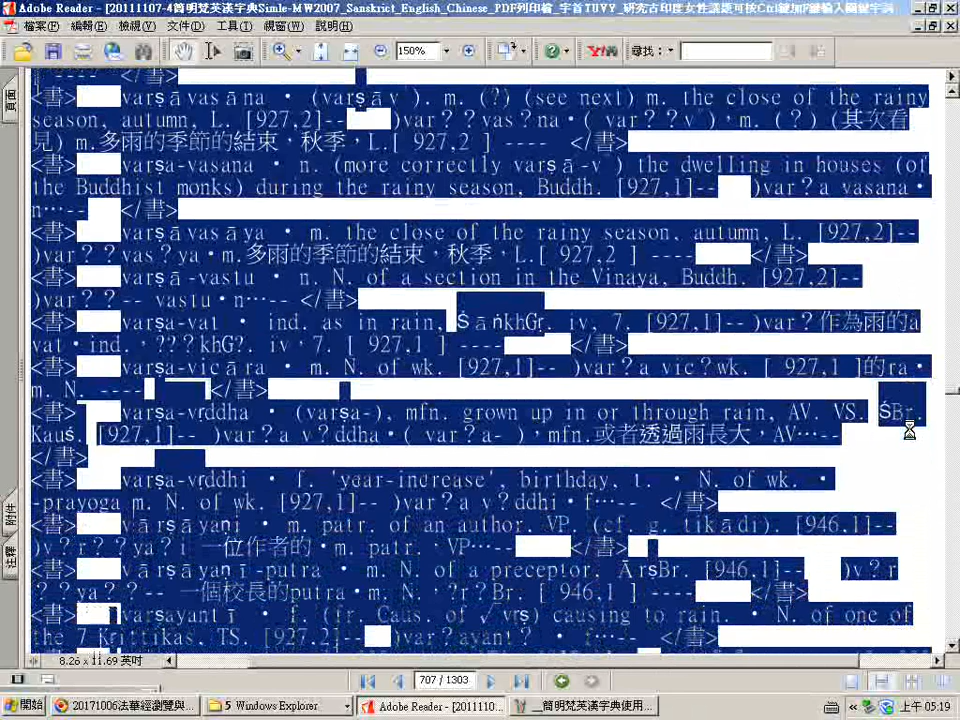 Adobe Reader - [20111107-4簡明梵英漢字典Simle-MW2007_Sanskrict_English_Chinese_PDF列印檔_字首TUVY_研究古印度女性議題可按Ctrl鍵加F鍵輸入關鍵字詞
檔案(F) 編輯(E) 檢視(V) 文件(D) 工具(T) 視窗(W) 說明(H)
150% Y! 尋找：
頁面
附件
註釋
---- </書>
<書> varṣāvasāna • (varṣāv˚). m. (?) (see next) m. the close of the rainy
season, autumn, L. [927,2]-- )var？？vas？na•( var？？v˚)，m. (？) (其次看
見) m.多雨的季節的結束，秋季，L.[ 927,2 ] ---- </書>
<書> varṣa-vasana • n. (more correctly varṣā-v˚) the dwelling in houses (of
the Buddhist monks) during the rainy season, Buddh. [927,1]-- )var？a vasana•
n…-- </書>
<書> varṣāvasāya • m. the close of the rainy season, autumn, L. [927,2]--
)var？？vas？ya•m.多雨的季節的結束，秋季，L.[ 927,2 ] ---- </書>
<書> varṣā-vastu • n. N. of a section in the Vinaya, Buddh. [927,2]--
)var？？-- vastu•n…-- </書>
<書> varṣa-vat • ind. as in rain, ŚāṅkhGṛ. iv, 7. [927,1]-- )var？作為雨的a
vat•ind.，???khG?. iv，7. [ 927,1 ] ---- </書>
<書> varṣa-vicāra • m. N. of wk. [927,1]-- )var？a vic？wk. [ 927,1 ]的ra•
m. N. ---- </書>
<書> varṣa-vṛddha • (varṣa-), mfn. grown up in or through rain, AV. VS. ŚBr.
Kauś. [927,1]-- )var？a v？ddha•( var？a- )，mfn.或者透過雨長大，AV…--
</書>
<書> varṣa-vṛddhi • f. 'year-increase', birthday, t. • N. of wk. •
-prayoga m. N. of wk. [927,1]-- )var？a v？ddhi•f…-- </書>
<書> vārṣāyaṇi • m. patr. of an author. VP. (cf. g. tikādi). [946,1]--
)v？r？？ya？i 一位作者的•m. patr.，VP…-- </書>
<書> vārṣāyaṇī-putra • m. N. of a preceptor, ĀrṣBr. [946,1]-- )v？r
？？ya？-- 一個校長的putra•m. N.，?r？Br. [ 946,1 ] ---- </書>
<書> varṣayantī • f. (fr. Caus. of √vṛṣ) causing to rain. • N. of one of
the 7 Kṛittikās. TS. [927,2]-- )var？ayant？•f…-- </書>
8.26 x 11.69 英吋
707 / 1303
開始 20171006法華經瀏覽與... 5 Windows Explorer Adobe Reader - [2011110... __簡明梵英漢字典使用... 上午 05:19